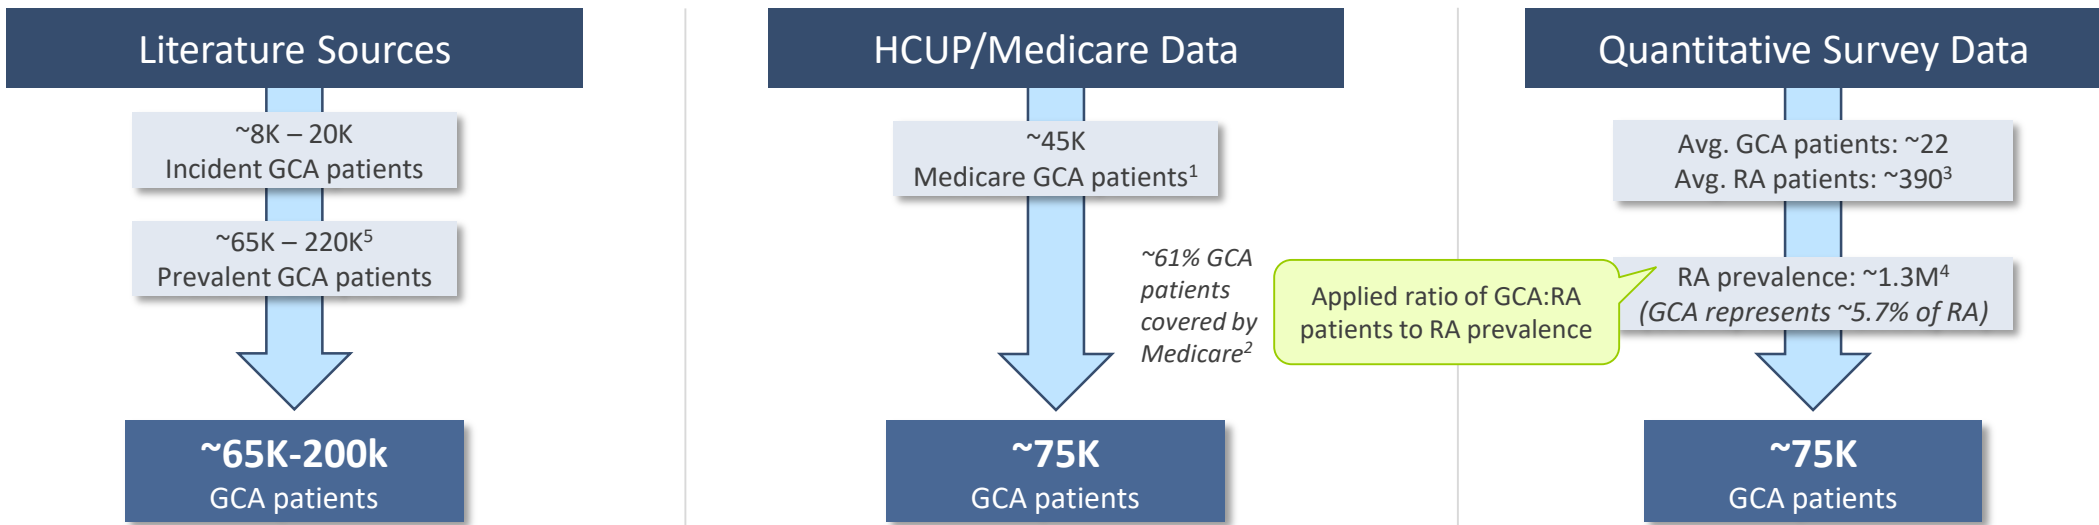 Literature Sources
~8K – 20K
Incident GCA patients
~65K – 220K⁵
Prevalent GCA patients
~65K-200k
GCA patients
HCUP/Medicare Data
~45K
Medicare GCA patients¹
~61% GCA
patients
covered by
Medicare²
~75K
GCA patients
Quantitative Survey Data
Avg. GCA patients: ~22
Avg. RA patients: ~390³
Applied ratio of GCA:RA
patients to RA prevalence
RA prevalence: ~1.3M⁴
(GCA represents ~5.7% of RA)
~75K
GCA patients